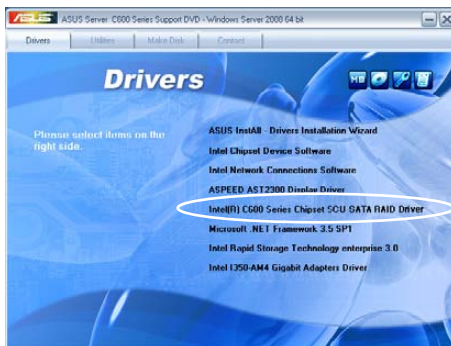 ASUS ASUS Server C600 Series Support DVD - Windows Server 2008 64 bit
Drivers Utilities Make Disk Contact
Drivers
Please select items on the
right side.
ASUS InstAll - Drivers Installation Wizard
Intel Chipset Device Software
Intel Network Connections Software
ASPEED AST2300 Display Driver
Intel(R) C600 Series Chipset SCU SATA RAID Driver
Microsoft .NET Framework 3.5 SP1
Intel Rapid Storage Technology enterprise 3.0
Intel I350-AM4 Gigabit Adapters Driver